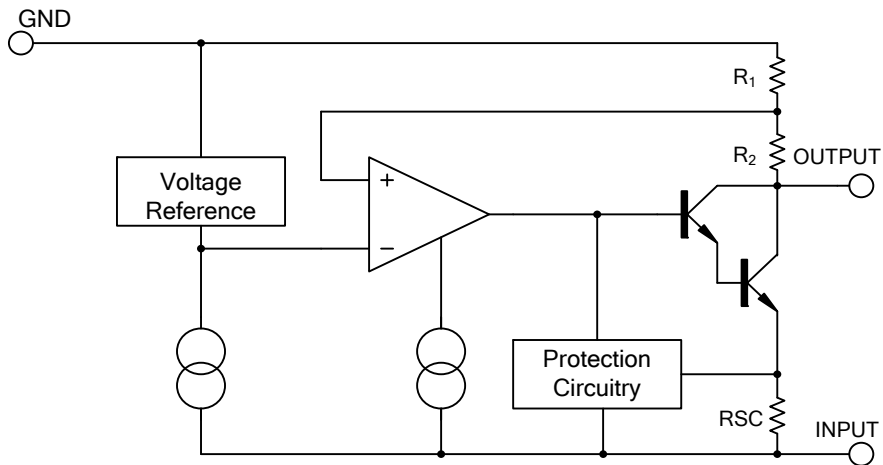 GND
R1
R2
OUTPUT
Voltage
Reference
+
−
Protection
Circuitry
RSC
INPUT